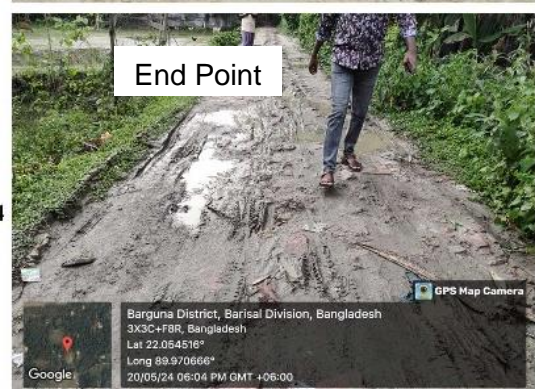 End Point
4
GPS Map Camera
Barguna District, Barisal Division, Bangladesh
3X3C+F8R, Bangladesh
Lat 22.054516°
Long 89.970666°
20/05/24 06:04 PM GMT +06:00
Google